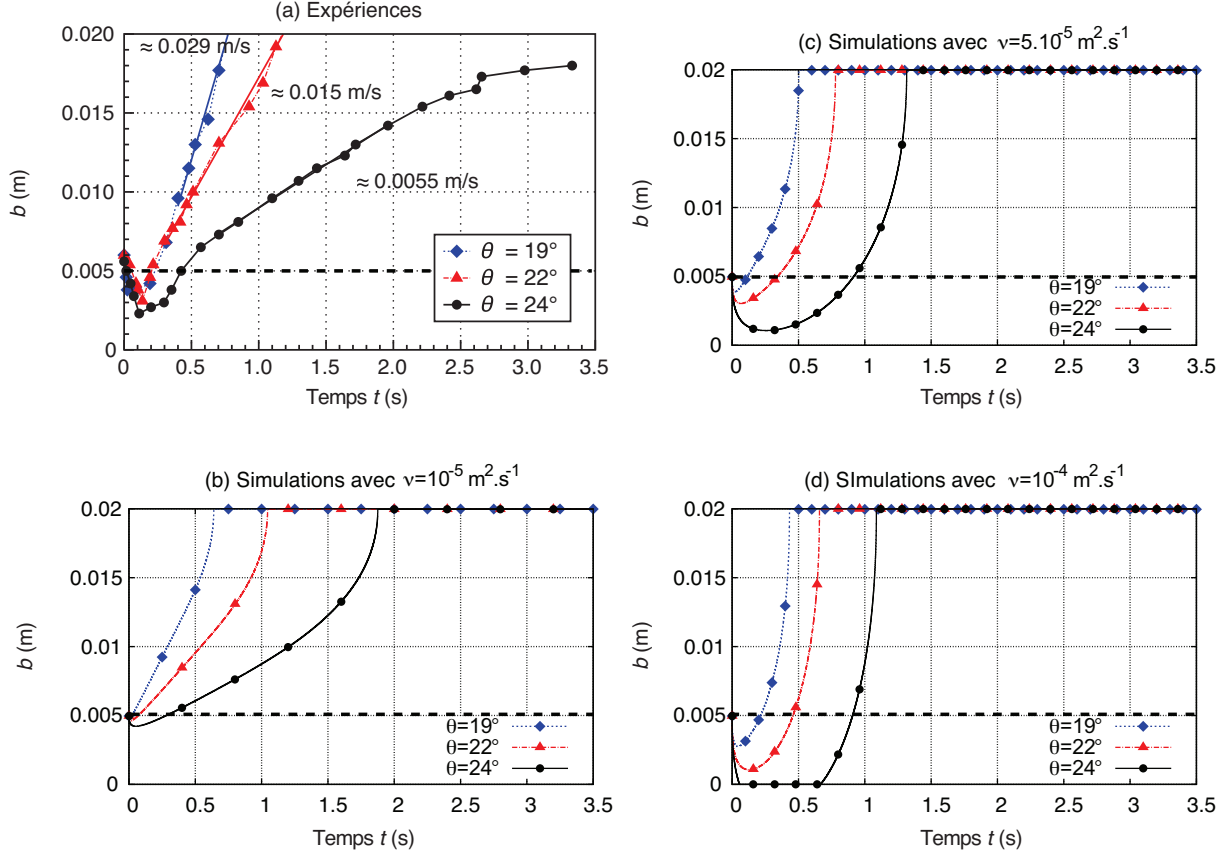 (a) Expériences
0.020
0.015
0.010
0.005
0
b (m)
≈ 0.029 m/s
≈ 0.015 m/s
≈ 0.0055 m/s
θ = 19°
θ = 22°
θ = 24°
0 0.5 1.0 1.5 2.0 2.5 3.0 3.5
Temps t (s)
(c) Simulations avec ν=5.10⁻⁵ m².s⁻¹
0.02
0.015
0.01
0.005
0
b (m)
θ=19°
θ=22°
θ=24°
0 0.5 1 1.5 2 2.5 3 3.5
Temps t (s)
(b) Simulations avec ν=10⁻⁵ m².s⁻¹
0.02
0.015
0.01
0.005
0
b (m)
θ=19°
θ=22°
θ=24°
0 0.5 1 1.5 2 2.5 3 3.5
Temps t (s)
(d) SImulations avec ν=10⁻⁴ m².s⁻¹
0.02
0.015
0.01
0.005
0
b (m)
θ=19°
θ=22°
θ=24°
0 0.5 1 1.5 2 2.5 3 3.5
Temps t (s)